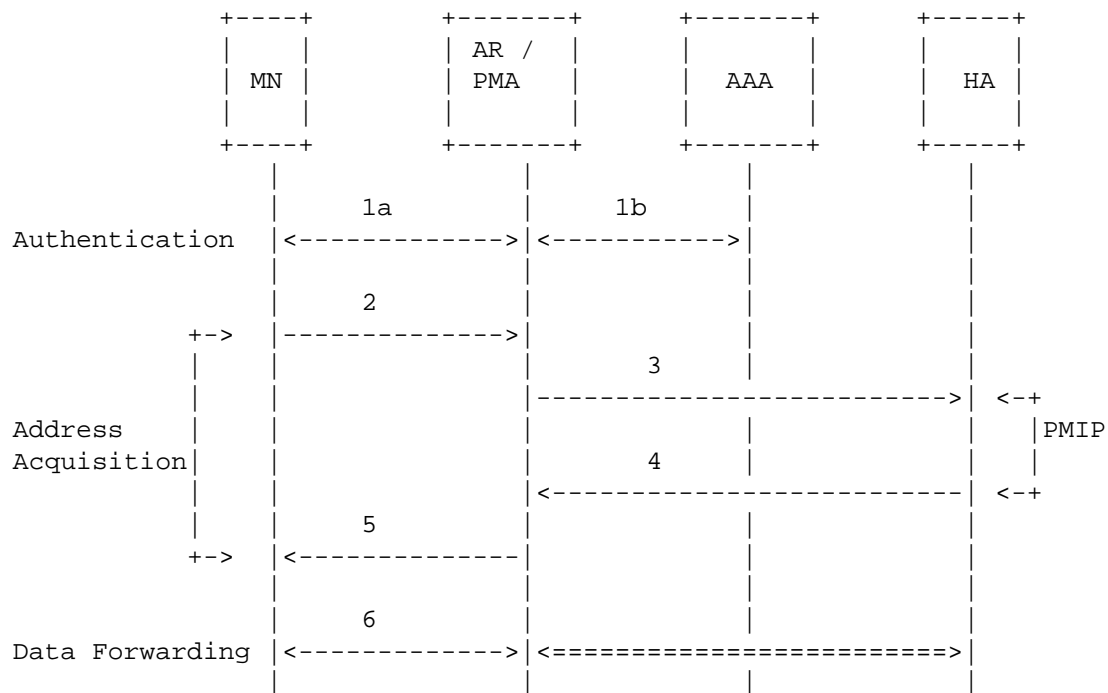 AR /
MN PMA AAA HA
1a 1b
Authentication
2
3
Address PMIP
Acquisition 4
5
6
Data Forwarding